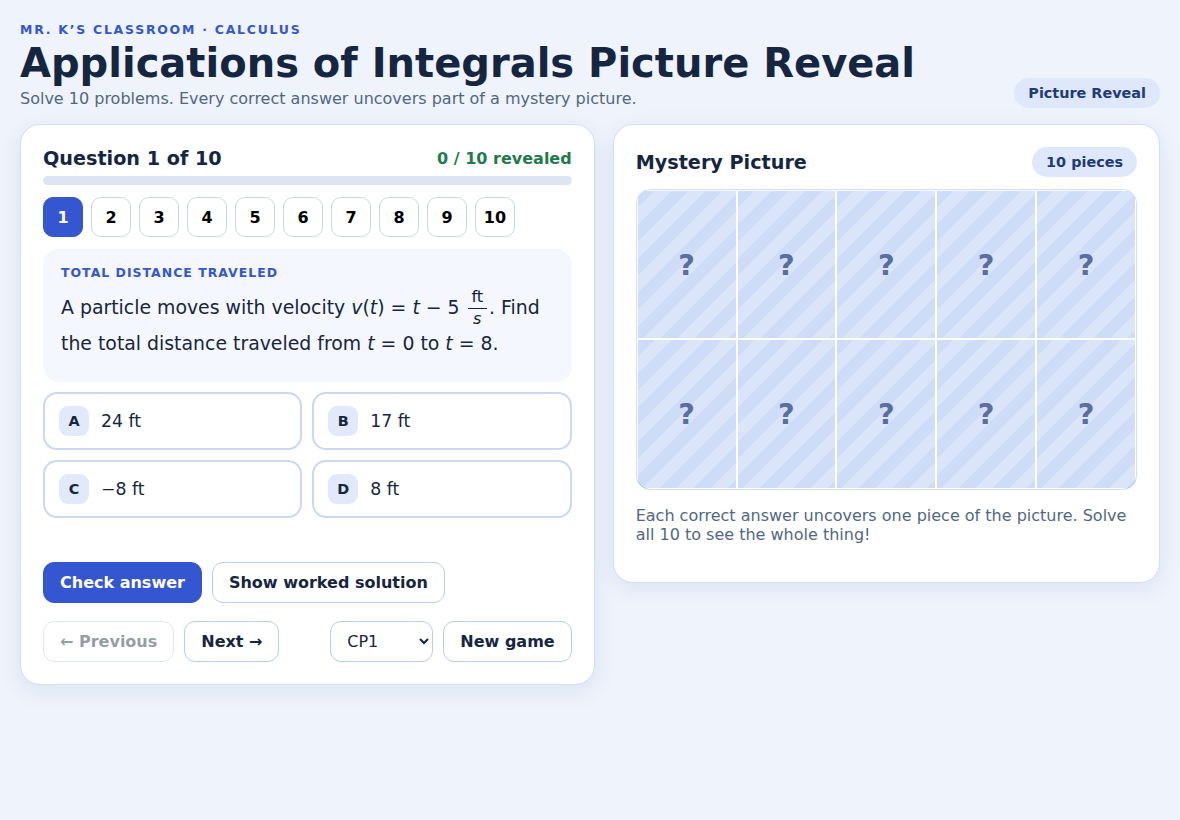 MR. K’S CLASSROOM · CALCULUS
Applications of Integrals Picture Reveal
Solve 10 problems. Every correct answer uncovers part of a mystery picture.
Picture Reveal
Question 1 of 10
0 / 10 revealed
1 2 3 4 5 6 7 8 9 10
TOTAL DISTANCE TRAVELED
A particle moves with velocity v(t) = t − 5 ft/s. Find
the total distance traveled from t = 0 to t = 8.
A 24 ft
B 17 ft
C −8 ft
D 8 ft
Check answer
Show worked solution
← Previous
Next →
CP1
New game
Mystery Picture
10 pieces
? ? ? ? ?
? ? ? ? ?
Each correct answer uncovers one piece of the picture. Solve
all 10 to see the whole thing!